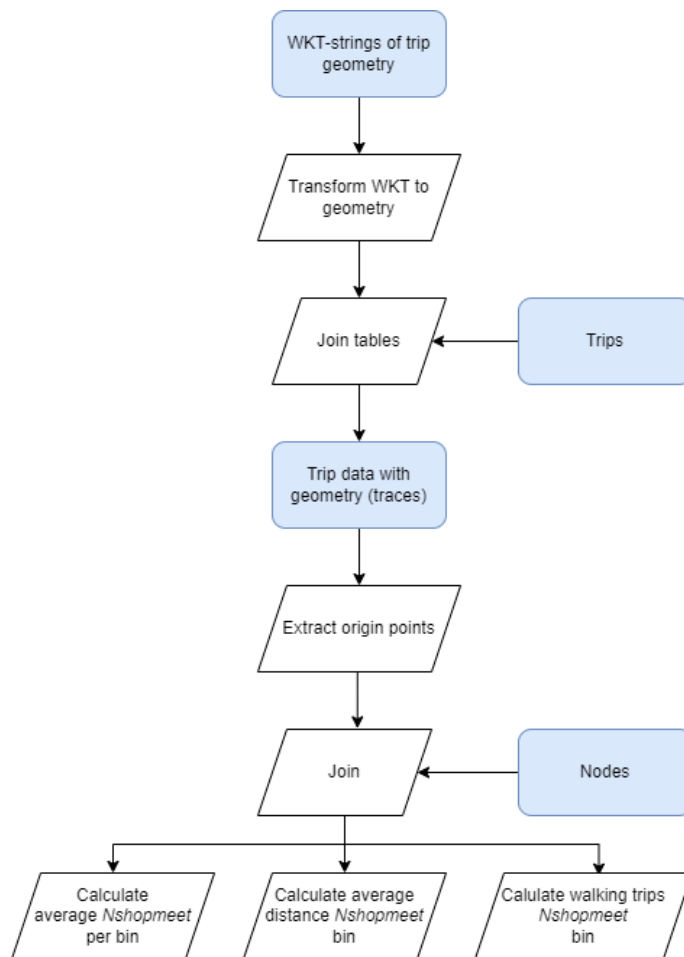 WKT-strings of trip
geometry
Transform WKT to
geometry
Join tables
Trips
Trip data with
geometry (traces)
Extract origin points
Join
Nodes
Calculate
average Nshopmeet
per bin
Calculate average
distance Nshopmeet
bin
Calulate walking trips
Nshopmeet
bin